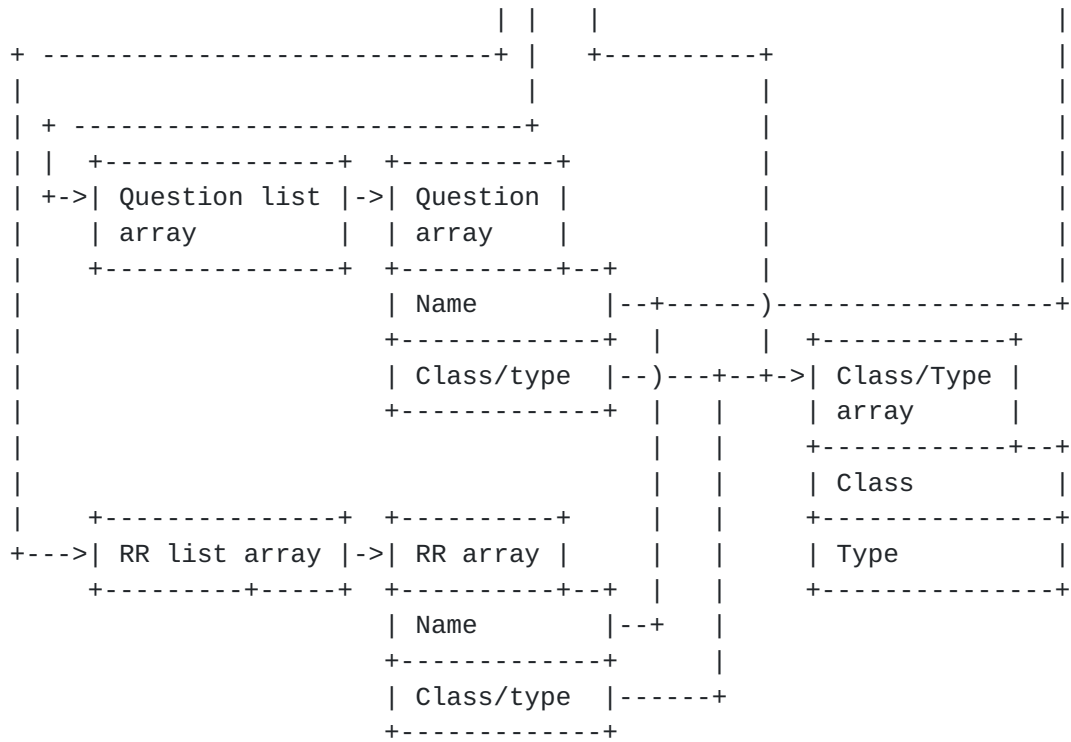 Question list Question
array array
Name
Class/type Class/Type
array
Class
RR list array RR array Type
Name
Class/type